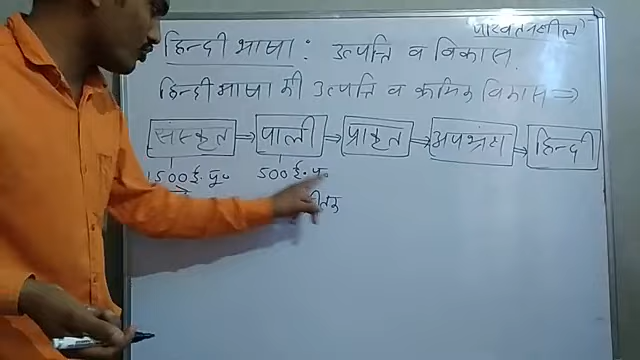 परिवर्तनशील
हिन्दी भाषा : उत्पत्ति व विकास.
हिन्दी भाषा की उत्पत्ति व क्रमिक विकास ⇒
संस्कृत ⇒ पाली ⇒ प्राकृत ⇒ अपभ्रंश ⇒ हिन्दी
1500 ई. पू. 500 ई. पू.